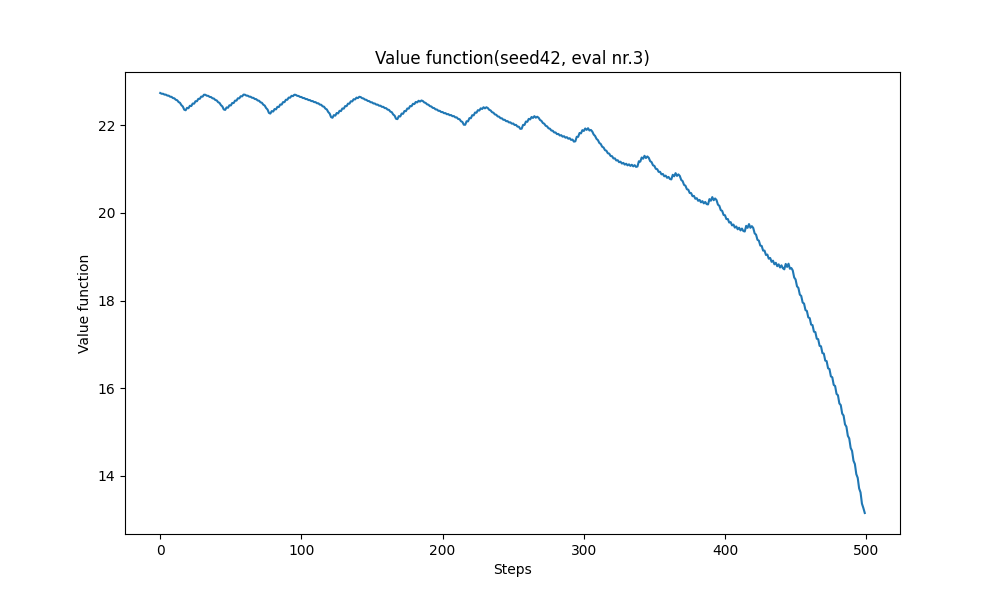 Value function(seed42, eval nr.3)
Value function
22
20
18
16
14
0 100 200 300 400 500
Steps